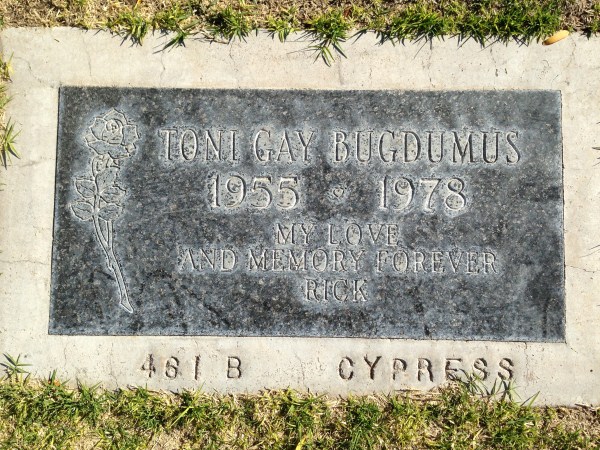 TONI GAY BUGDUMUS
1955 1978
MY LOVE
AND MEMORY FOREVER
RICK
461 B CYPRESS